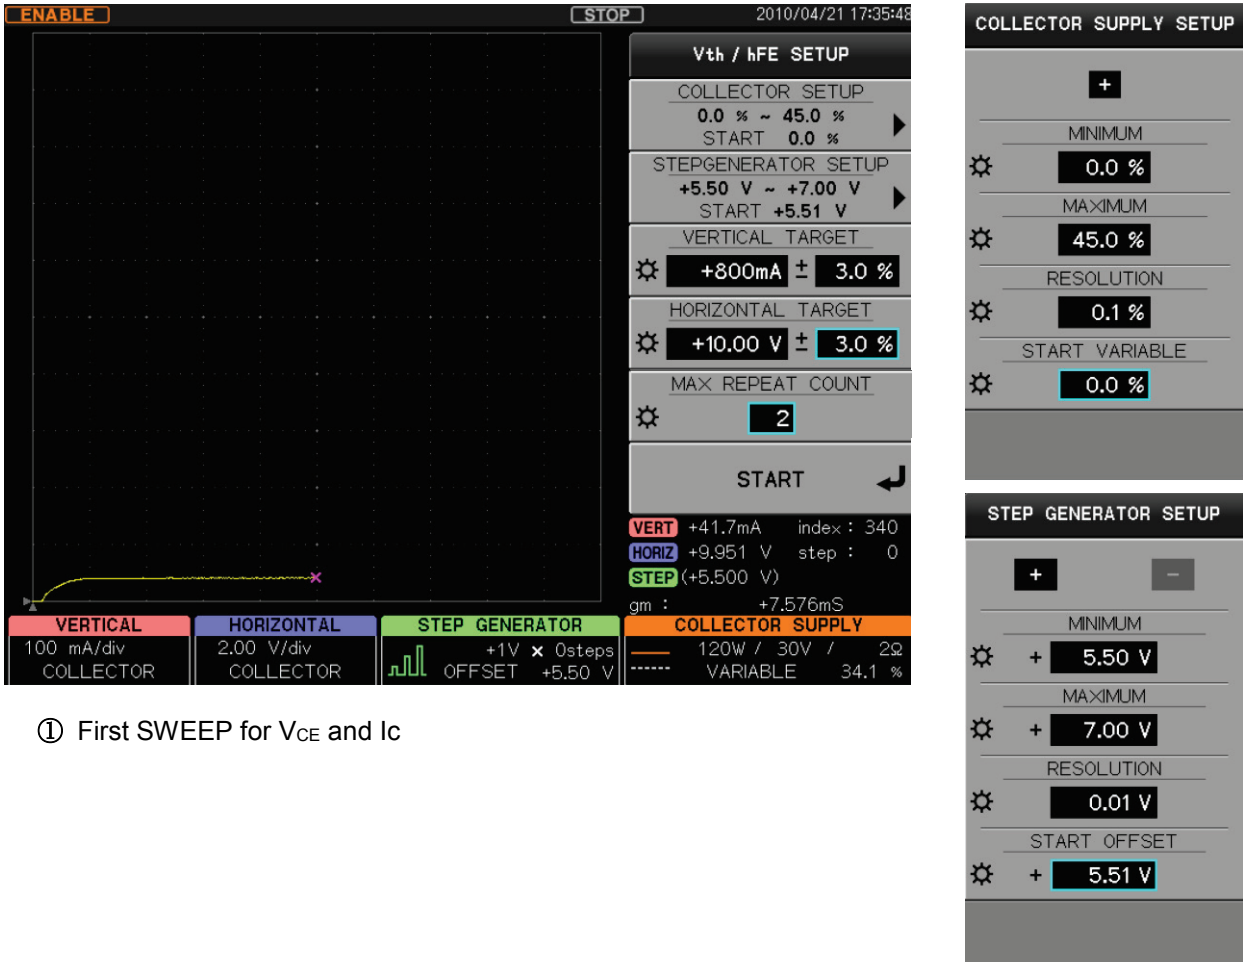 ENABLE STOP 2010/04/21 17:35:48
Vth / hFE SETUP
COLLECTOR SETUP
0.0 % ~ 45.0 %
START 0.0 %
STEPGENERATOR SETUP
+5.50 V ~ +7.00 V
START +5.51 V
VERTICAL TARGET
+800mA ± 3.0 %
HORIZONTAL TARGET
+10.00 V ± 3.0 %
MAX REPEAT COUNT
2
START
VERT +41.7mA index : 340
HORIZ +9.951 V step : 0
STEP (+5.500 V)
gm : +7.576mS
VERTICAL
100 mA/div
COLLECTOR
HORIZONTAL
2.00 V/div
COLLECTOR
STEP GENERATOR
+1V × 0steps
OFFSET +5.50 V
COLLECTOR SUPPLY
120W / 30V / 2Ω
VARIABLE 34.1 %
① First SWEEP for VCE and Ic
COLLECTOR SUPPLY SETUP
+
MINIMUM
0.0 %
MAXIMUM
45.0 %
RESOLUTION
0.1 %
START VARIABLE
0.0 %
STEP GENERATOR SETUP
+ −
MINIMUM
+ 5.50 V
MAXIMUM
+ 7.00 V
RESOLUTION
0.01 V
START OFFSET
+ 5.51 V